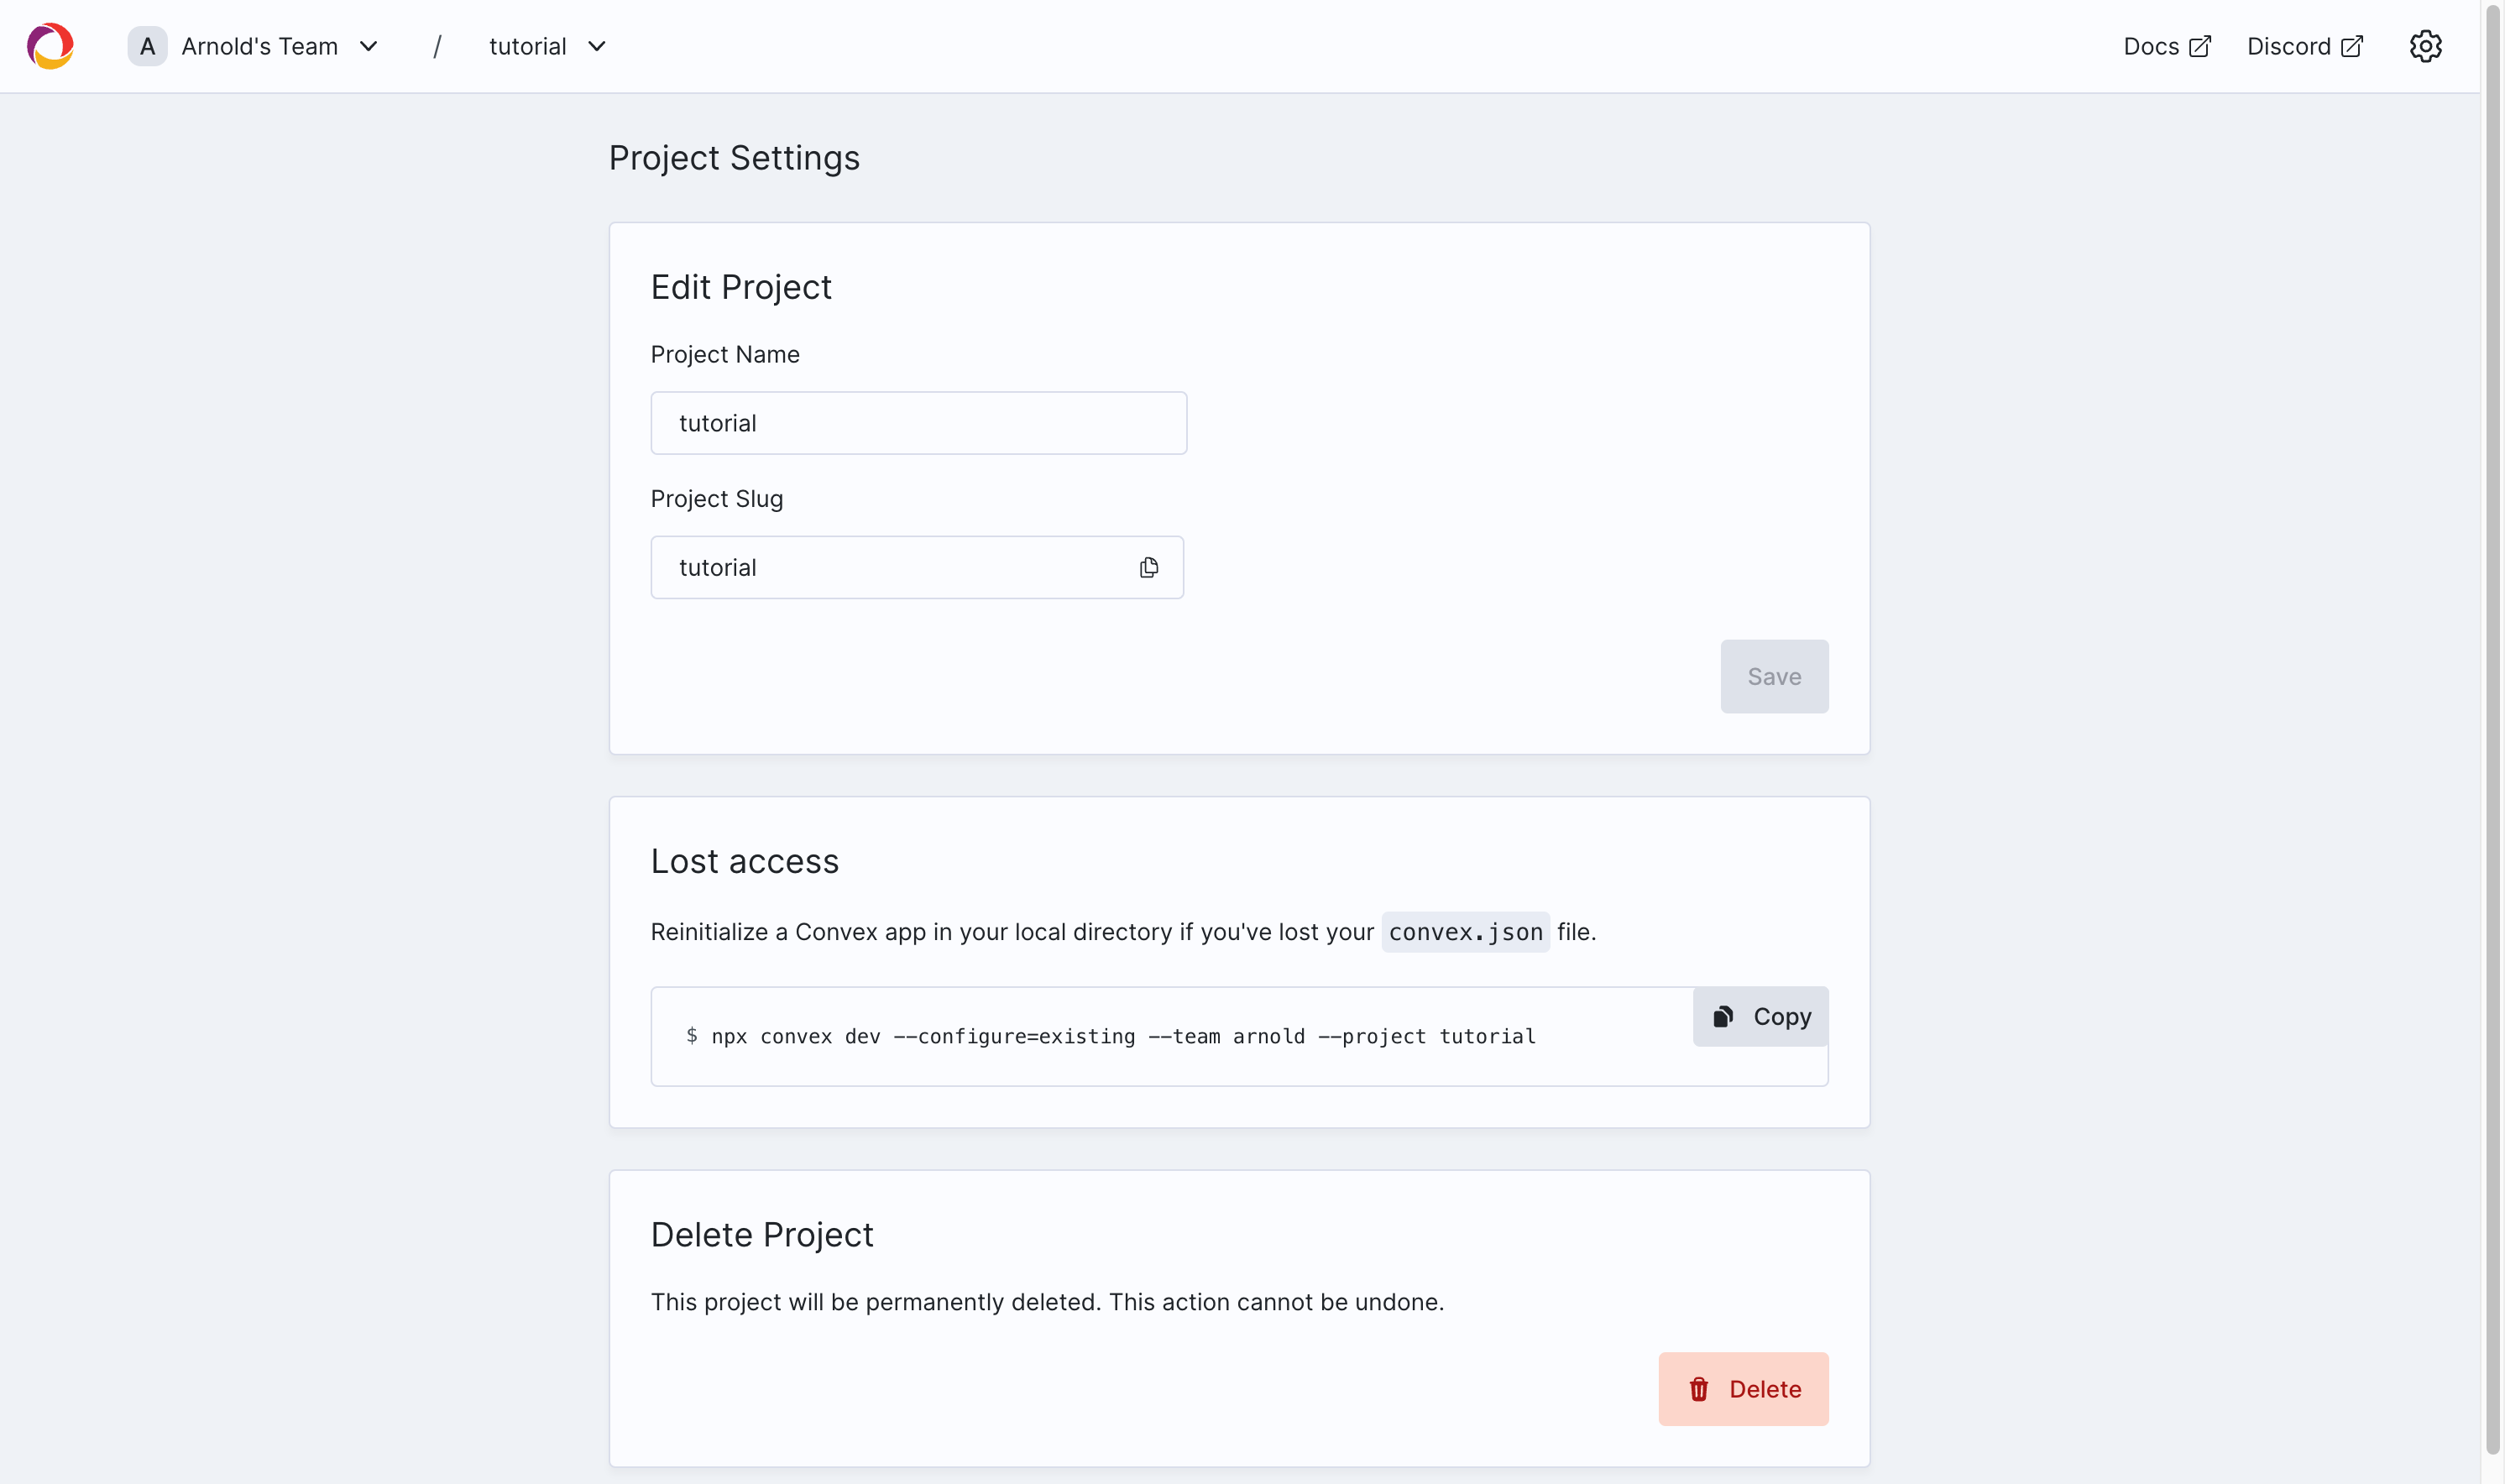 A Arnold's Team / tutorial Docs Discord
Project Settings
Edit Project
Project Name
tutorial
Project Slug
tutorial
Save
Lost access
Reinitialize a Convex app in your local directory if you've lost your convex.json file.
Copy
$ npx convex dev --configure=existing --team arnold --project tutorial
Delete Project
This project will be permanently deleted. This action cannot be undone.
Delete